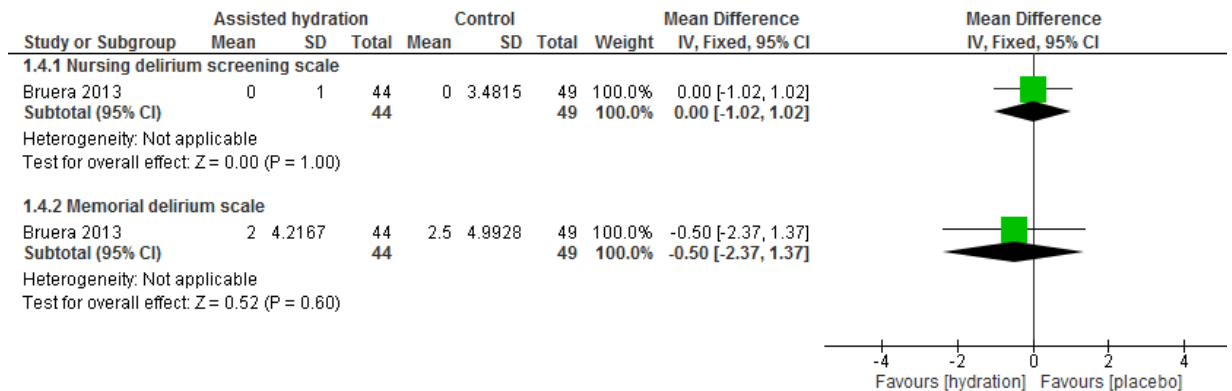 Assisted hydration Control Mean Difference Mean Difference
Study or Subgroup Mean SD Total Mean SD Total Weight IV, Fixed, 95% CI IV, Fixed, 95% CI
1.4.1 Nursing delirium screening scale
Bruera 2013 0 1 44 0 3.4815 49 100.0% 0.00 [-1.02, 1.02]
Subtotal (95% CI) 44 49 100.0% 0.00 [-1.02, 1.02]
Heterogeneity: Not applicable
Test for overall effect: Z = 0.00 (P = 1.00)
1.4.2 Memorial delirium scale
Bruera 2013 2 4.2167 44 2.5 4.9928 49 100.0% -0.50 [-2.37, 1.37]
Subtotal (95% CI) 44 49 100.0% -0.50 [-2.37, 1.37]
Heterogeneity: Not applicable
Test for overall effect: Z = 0.52 (P = 0.60)
-4 -2 0 2 4
Favours [hydration] Favours [placebo]